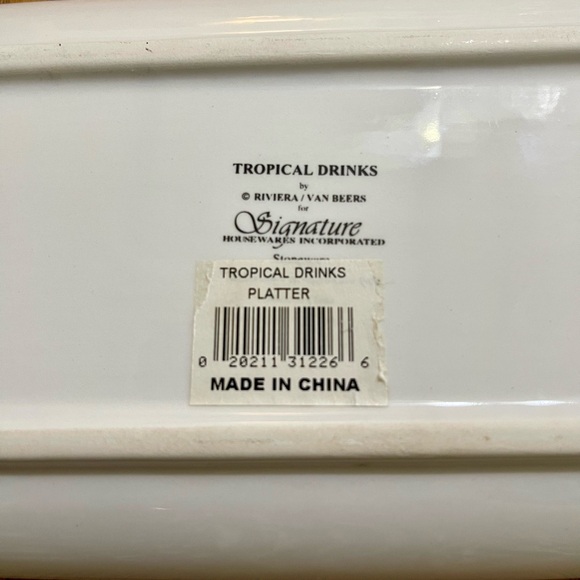 TROPICAL DRINKS
by
© RIVIERA / VAN BEERS
for
Signature
HOUSEWARES INCORPORATED
Stoneware
TROPICAL DRINKS
PLATTER
0 20211 31226 6
MADE IN CHINA